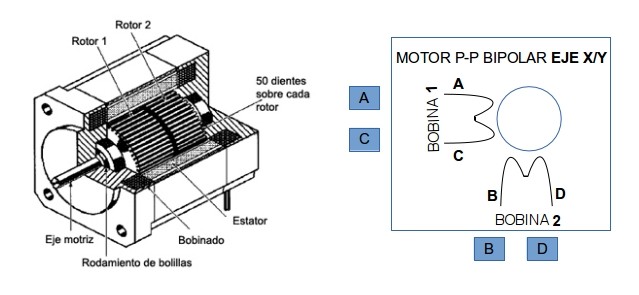 Rotor 2
Rotor 1
50 dientes
sobre cada
rotor
Estator
Bobinado
Eje motriz
Rodamiento de bolillas
MOTOR P-P BIPOLAR EJE X/Y
A
C
BOBINA 1
A
C
B
D
BOBINA 2
B
D